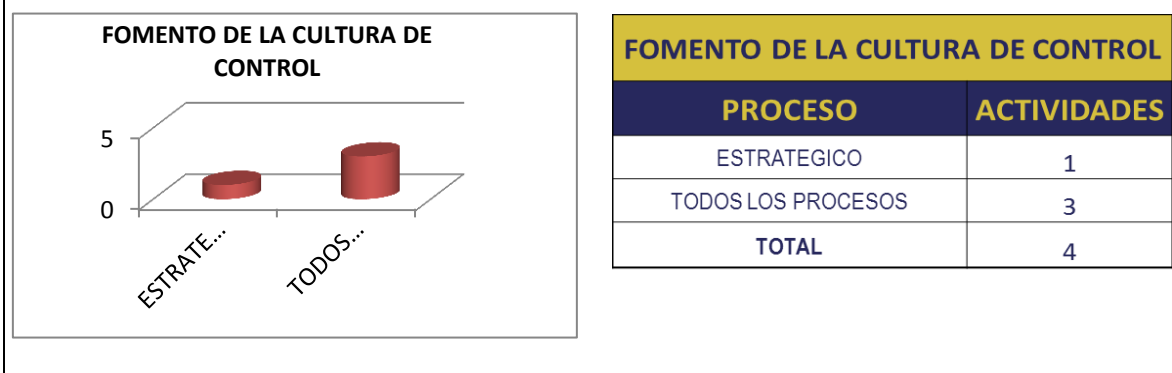 FOMENTO DE LA CULTURA DE
CONTROL
5
0
ESTRATE...
TODOS...
FOMENTO DE LA CULTURA DE CONTROL
PROCESO ACTIVIDADES
ESTRATEGICO 1
TODOS LOS PROCESOS 3
TOTAL 4